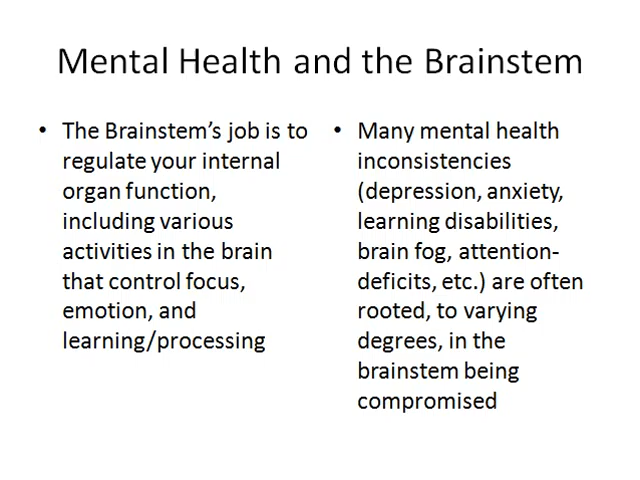 Mental Health and the Brainstem
• The Brainstem's job is to
regulate your internal
organ function,
including various
activities in the brain
that control focus,
emotion, and
learning/processing
• Many mental health
inconsistencies
(depression, anxiety,
learning disabilities,
brain fog, attention-
deficits, etc.) are often
rooted, to varying
degrees, in the
brainstem being
compromised